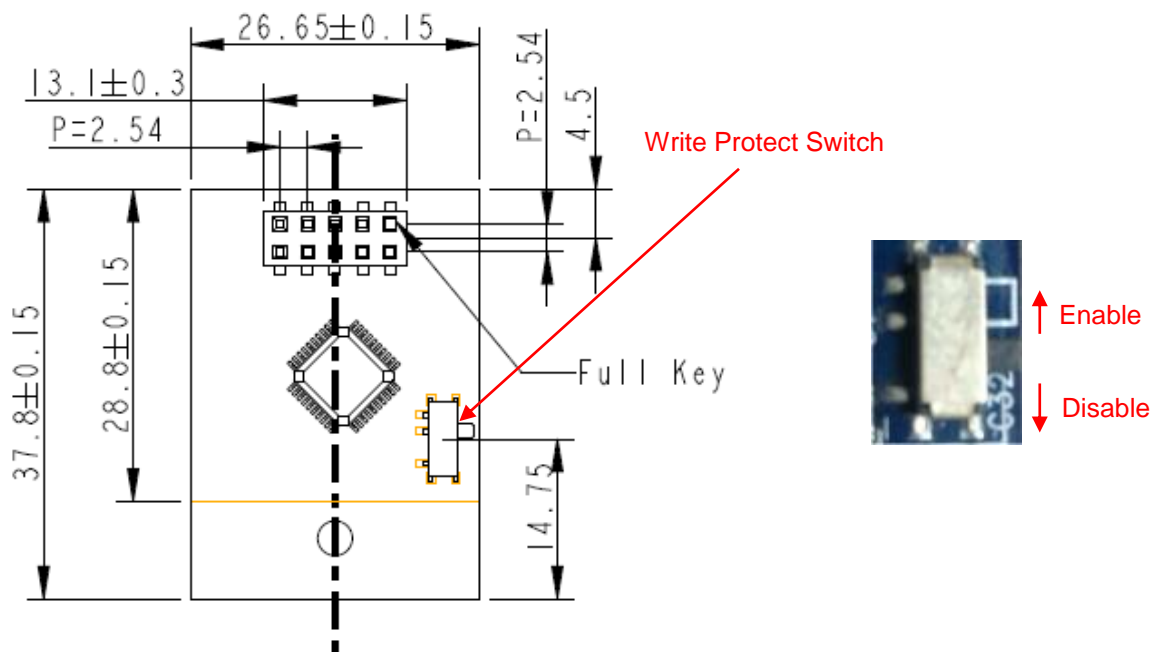 26.65±0.15
13.1±0.3
P=2.54
P=2.54
4.5
Write Protect Switch
37.8±0.15
28.8±0.15
Full Key
14.75
Enable
Disable
C32